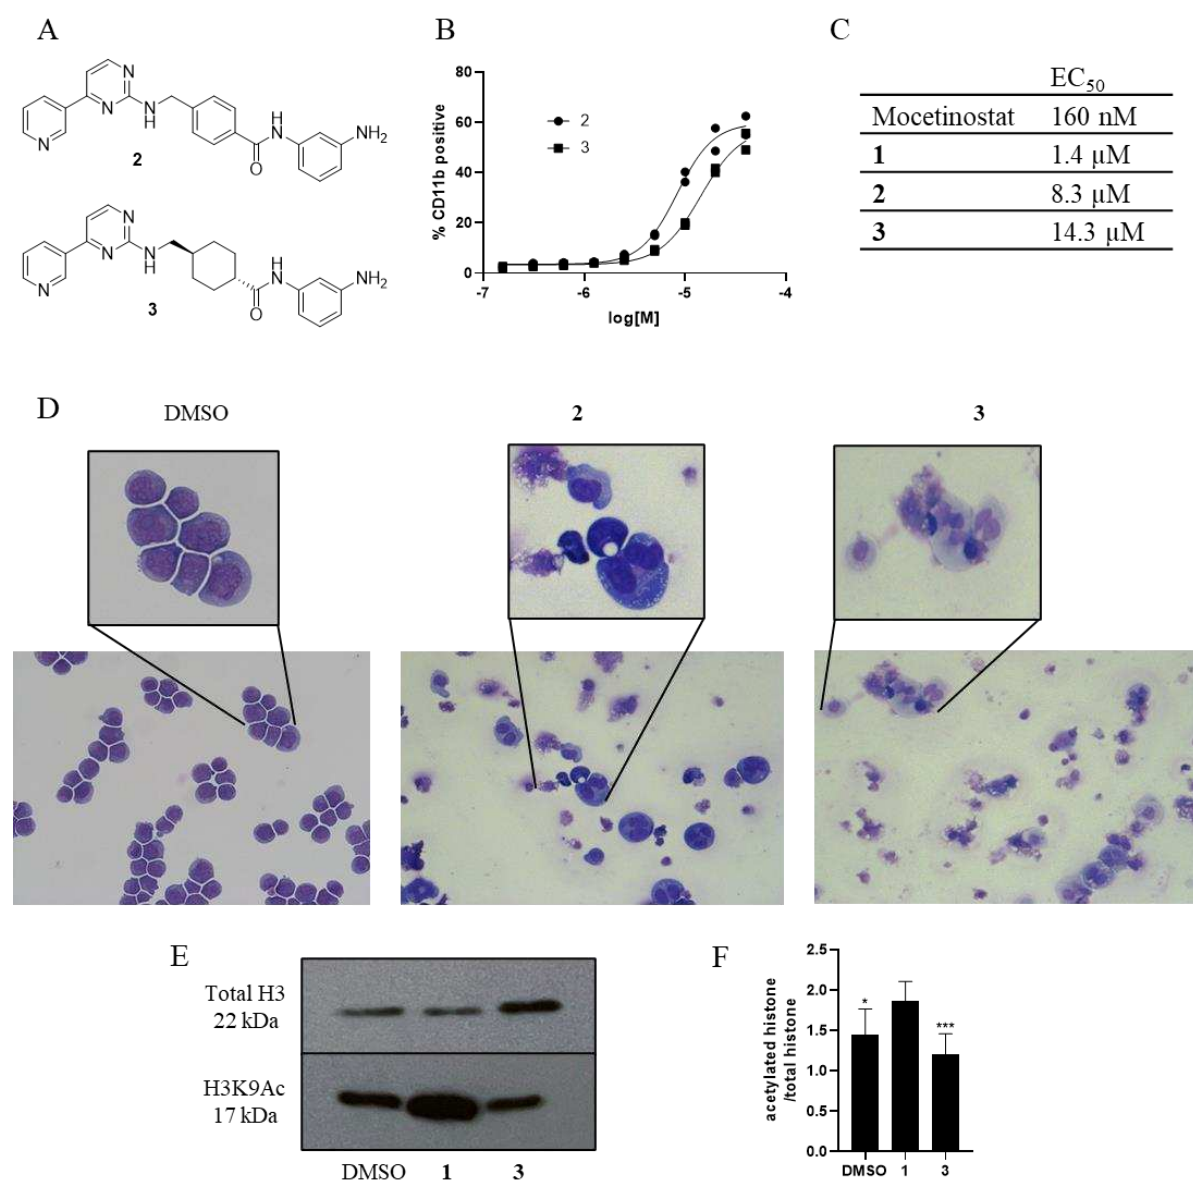 A
N
N
N
N
H
2
H
N
O
NH2
N
N
N
N
H
3
H
N
O
NH2
B
% CD11b positive
80
60
40
20
0
2
3
-7
-6
-5
-4
log[M]
C
EC50
Mocetinostat 160 nM
1 1.4 µM
2 8.3 µM
3 14.3 µM
D
DMSO
2
3
E
Total H3
22 kDa
H3K9Ac
17 kDa
DMSO 1 3
F
acetylated histone
/total histone
2.5
2.0
1.5
1.0
0.5
0.0
*
***
DMSO 1 3